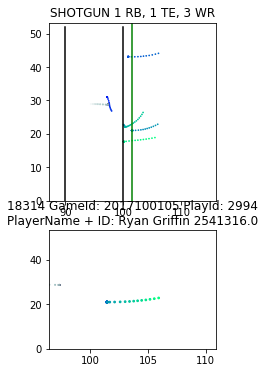 SHOTGUN 1 RB, 1 TE, 3 WR
50
40
30
20
10
0
90 100 110
18314 GameId: 2017100105 PlayId: 2994
PlayerName + ID: Ryan Griffin 2541316.0
40
20
0
100 105 110